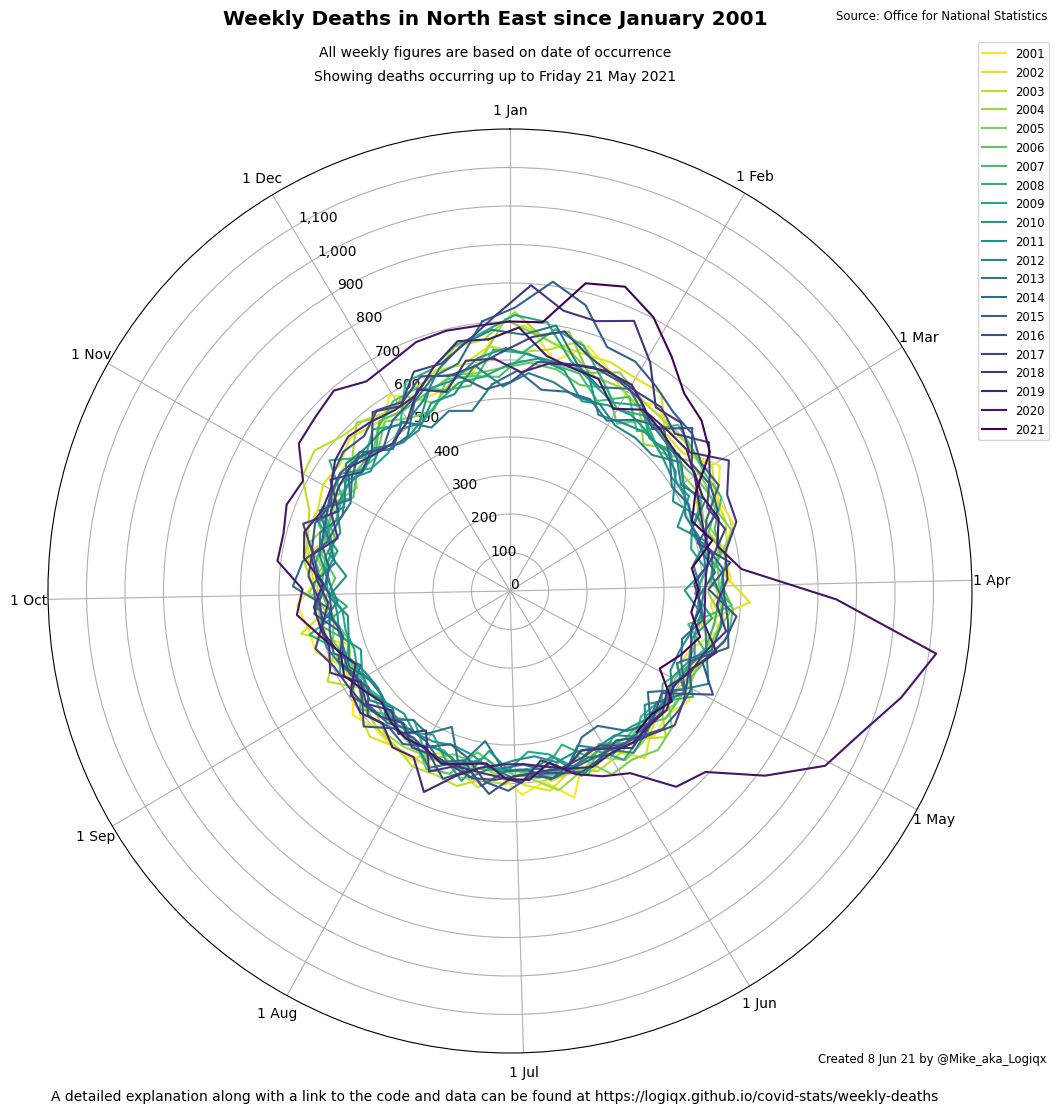 Weekly Deaths in North East since January 2001
Source: Office for National Statistics
All weekly figures are based on date of occurrence
Showing deaths occurring up to Friday 21 May 2021
2001
2002
2003
2004
2005
2006
2007
2008
2009
2010
2011
2012
2013
2014
2015
2016
2017
2018
2019
2020
2021
1 Jan
1 Feb
1 Mar
1 Apr
1 May
1 Jun
1 Jul
1 Aug
1 Sep
1 Oct
1 Nov
1 Dec
1,100
1,000
900
800
700
600
500
400
300
200
100
0
Created 8 Jun 21 by @Mike_aka_Logiqx
A detailed explanation along with a link to the code and data can be found at https://logiqx.github.io/covid-stats/weekly-deaths